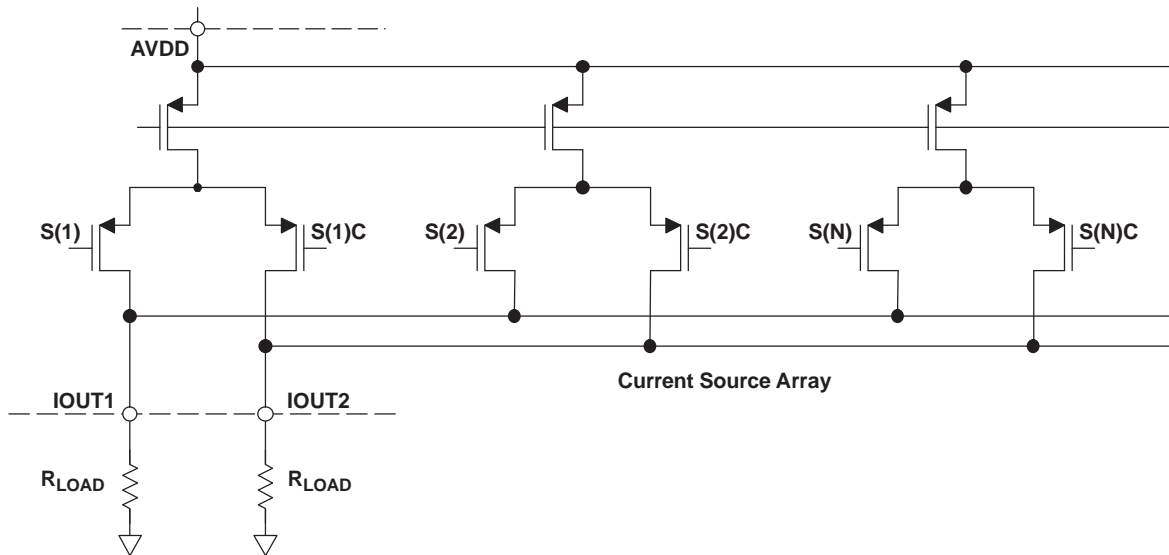 AVDD
S(1)
S(1)C
S(2)
S(2)C
S(N)
S(N)C
Current Source Array
IOUT1
IOUT2
RLOAD
RLOAD